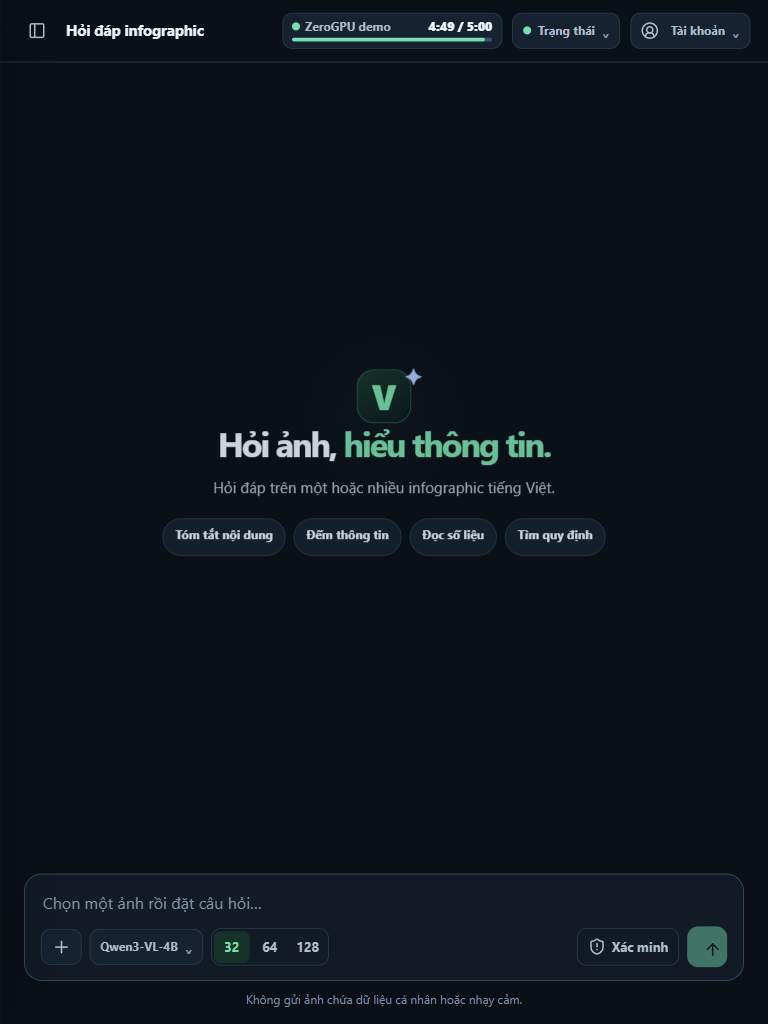 Hỏi đáp infographic
ZeroGPU demo 4:49 / 5:00
Trạng thái
Tài khoản
V
Hỏi ảnh, hiểu thông tin.
Hỏi đáp trên một hoặc nhiều infographic tiếng Việt.
Tóm tắt nội dung
Đếm thông tin
Đọc số liệu
Tìm quy định
Chọn một ảnh rồi đặt câu hỏi...
Qwen3-VL-4B
32 64 128
Xác minh
Không gửi ảnh chứa dữ liệu cá nhân hoặc nhạy cảm.